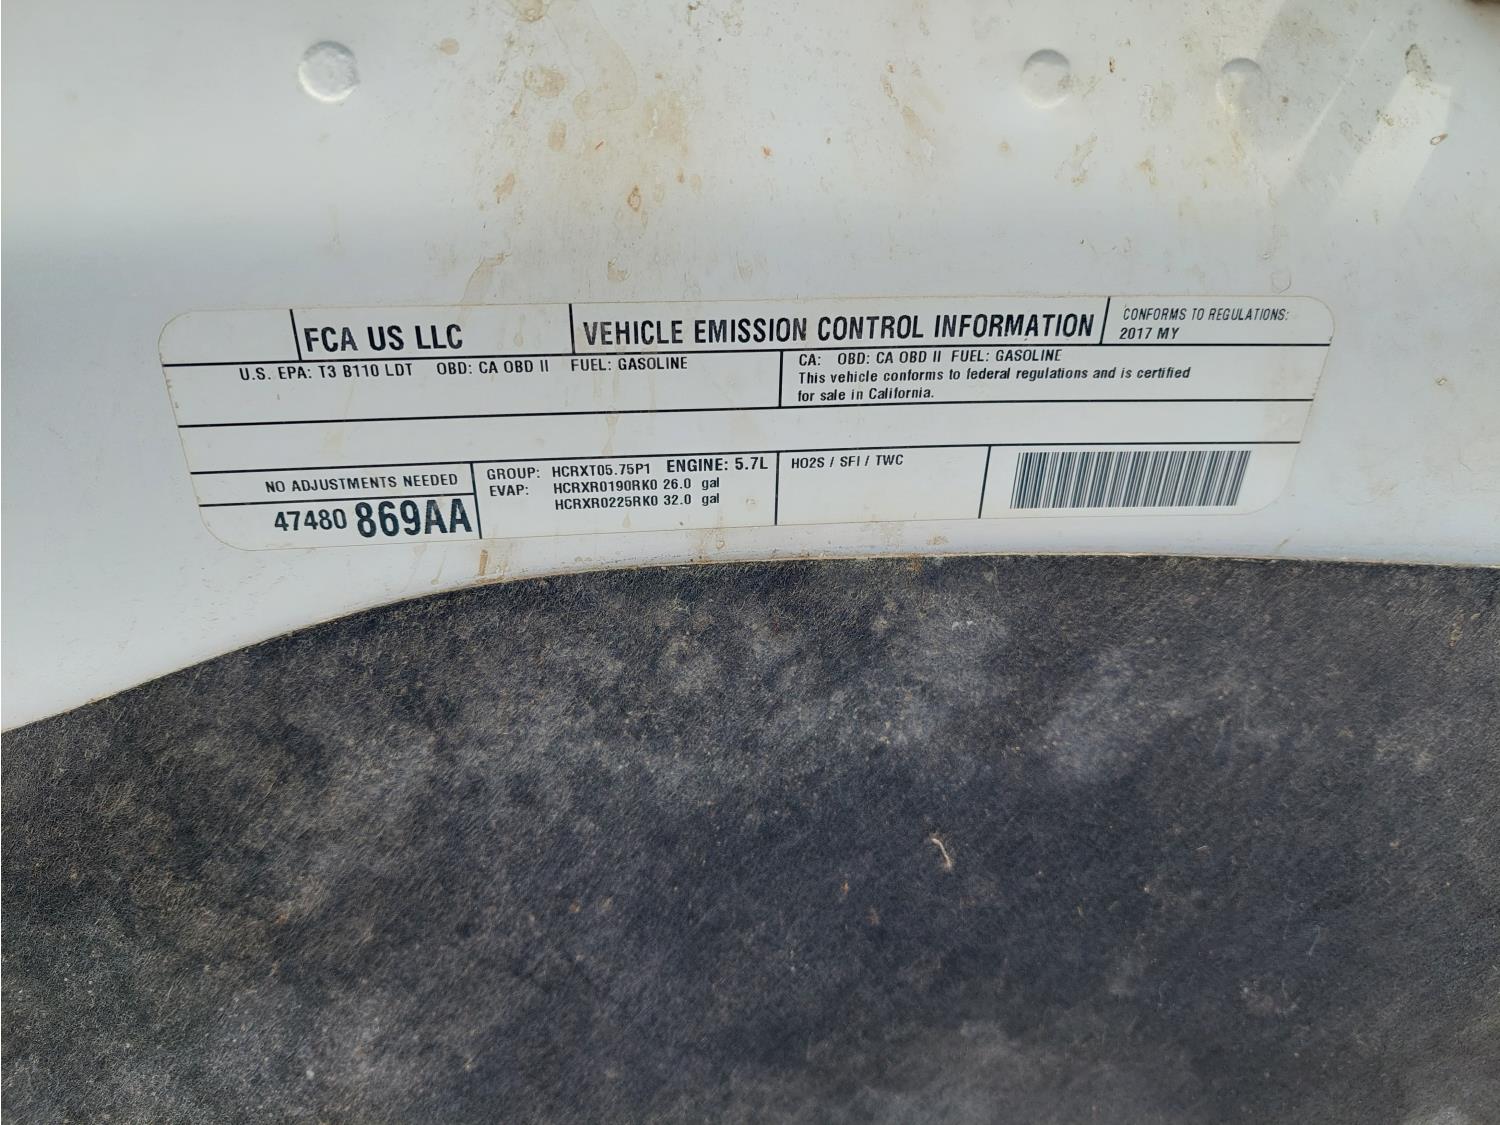 FCA US LLC
VEHICLE EMISSION CONTROL INFORMATION
CONFORMS TO REGULATIONS:
2017 MY
U.S. EPA: T3 B110 LDT OBD: CA OBD II FUEL: GASOLINE
CA: OBD: CA OBD II FUEL: GASOLINE
This vehicle conforms to federal regulations and is certified
for sale in California.
NO ADJUSTMENTS NEEDED
47480 869AA
GROUP: HCRXT05.75P1 ENGINE: 5.7L
EVAP: HCRXR0190RK0 26.0 gal
HCRXR0225RK0 32.0 gal
HO2S / SFI / TWC